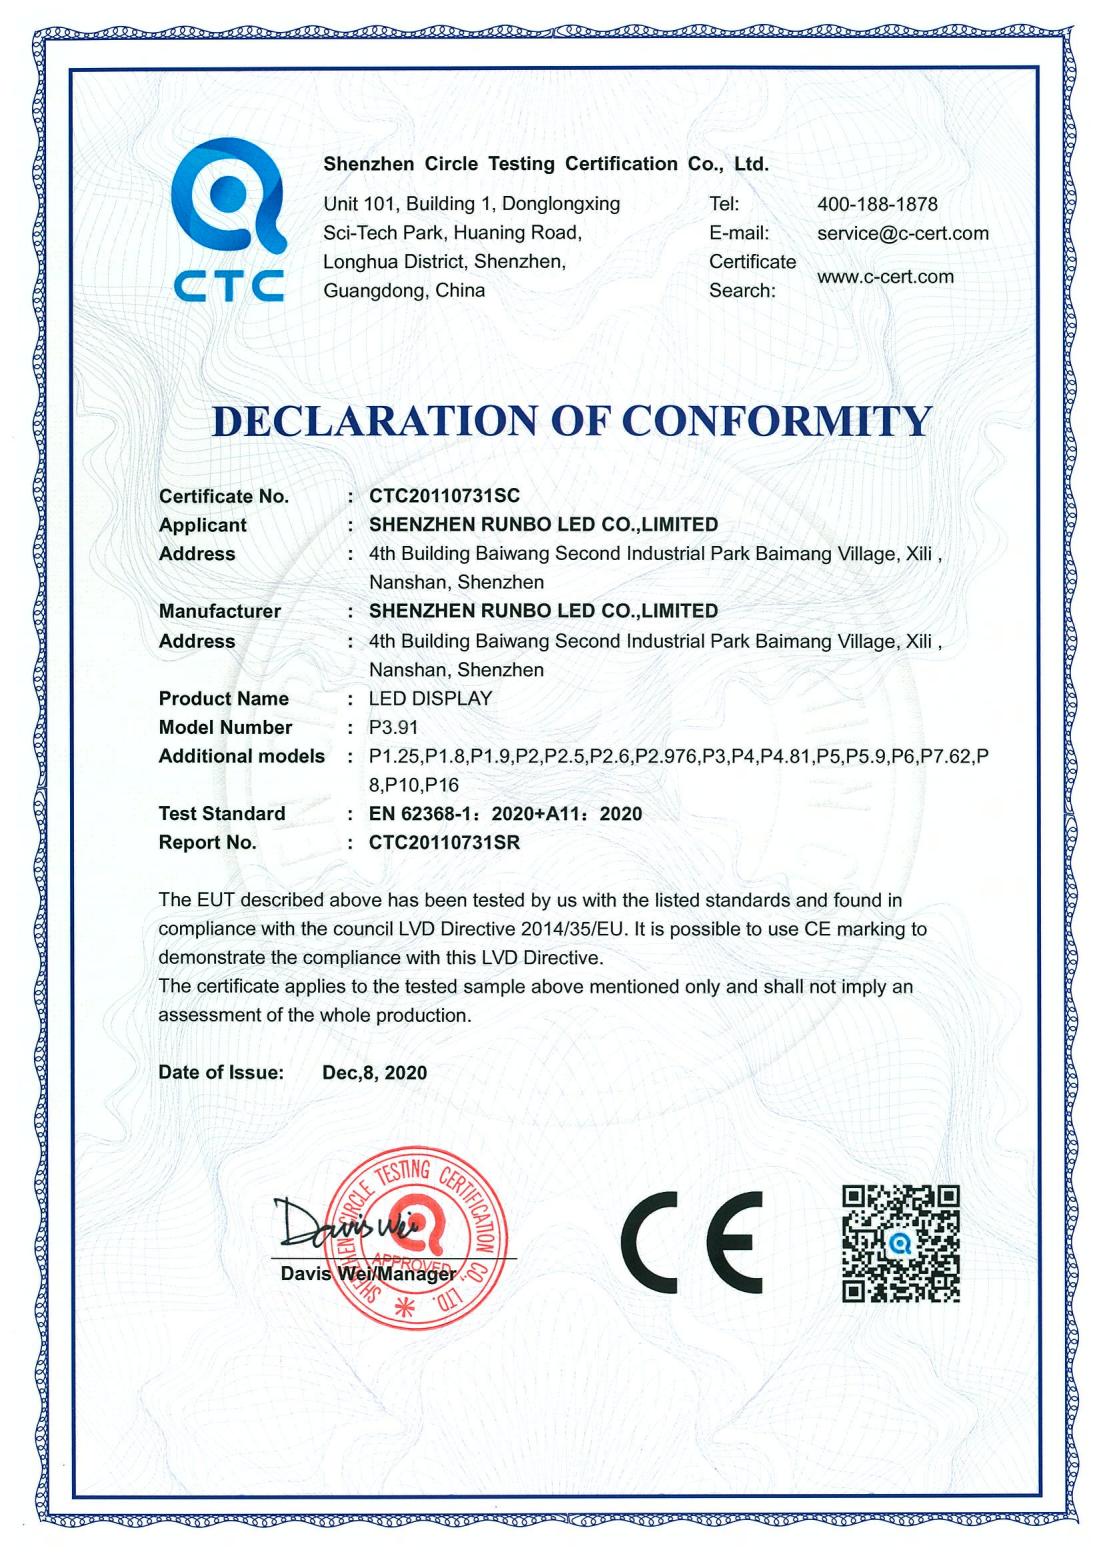 CTC
Shenzhen Circle Testing Certification Co., Ltd.
Unit 101, Building 1, Donglongxing
Sci-Tech Park, Huaning Road,
Longhua District, Shenzhen,
Guangdong, China
Tel: 400-188-1878
E-mail: service@c-cert.com
Certificate
Search: www.c-cert.com
DECLARATION OF CONFORMITY
Certificate No. : CTC20110731SC
Applicant : SHENZHEN RUNBO LED CO.,LIMITED
Address : 4th Building Baiwang Second Industrial Park Baimang Village, Xili ,
Nanshan, Shenzhen
Manufacturer : SHENZHEN RUNBO LED CO.,LIMITED
Address : 4th Building Baiwang Second Industrial Park Baimang Village, Xili ,
Nanshan, Shenzhen
Product Name : LED DISPLAY
Model Number : P3.91
Additional models : P1.25,P1.8,P1.9,P2,P2.5,P2.6,P2.976,P3,P4,P4.81,P5,P5.9,P6,P7.62,P
8,P10,P16
Test Standard : EN 62368-1：2020+A11：2020
Report No. : CTC20110731SR
The EUT described above has been tested by us with the listed standards and found in
compliance with the council LVD Directive 2014/35/EU. It is possible to use CE marking to
demonstrate the compliance with this LVD Directive.
The certificate applies to the tested sample above mentioned only and shall not imply an
assessment of the whole production.
Date of Issue: Dec,8, 2020
SHENZHEN CIRCLE TESTING CERTIFICATION CO., LTD.
APPROVED
Davis Wei
Davis Wei/Manager
CE